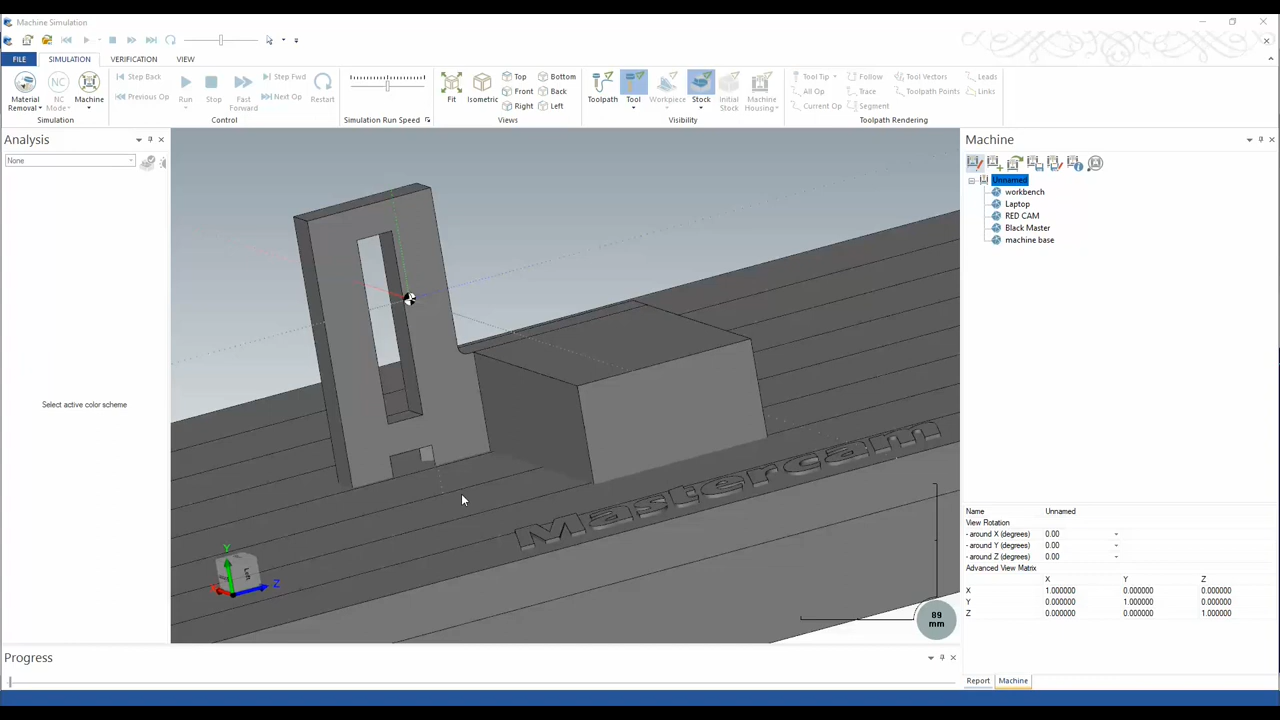 Machine Simulation
FILE SIMULATION VERIFICATION VIEW
Material Removal
NC Mode
Machine
Simulation
Step Back
Previous Op
Run
Stop
Fast Forward
Step Fwd
Next Op
Restart
Control
Simulation Run Speed
Fit
Isometric
Top
Front
Right
Bottom
Back
Left
Views
Toolpath
Tool
Workpiece
Stock
Initial Stock
Machine Housing
Visibility
Tool Tip
All Op
Current Op
Follow
Trace
Segment
Tool Vectors
Toolpath Points
Leads
Links
Toolpath Rendering
Analysis
None
Select active color scheme
Mastercam
Y
Z
Left
89
mm
Machine
Unnamed
workbench
Laptop
RED CAM
Black Master
machine base
Name Unnamed
View Rotation
- around X (degrees) 0.00
- around Y (degrees) 0.00
- around Z (degrees) 0.00
Advanced View Matrix
X Y Z
X 1.000000 0.000000 0.000000
Y 0.000000 1.000000 0.000000
Z 0.000000 0.000000 1.000000
Report Machine
Progress